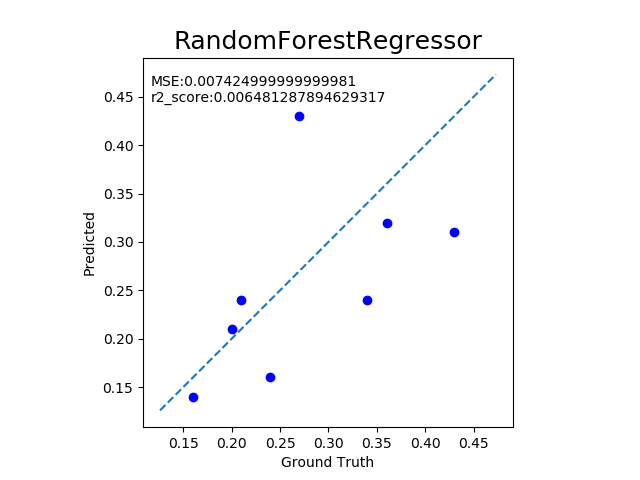 RandomForestRegressor
MSE:0.007424999999999981
r2_score:0.006481287894629317
Predicted
0.45
0.40
0.35
0.30
0.25
0.20
0.15
0.15 0.20 0.25 0.30 0.35 0.40 0.45
Ground Truth